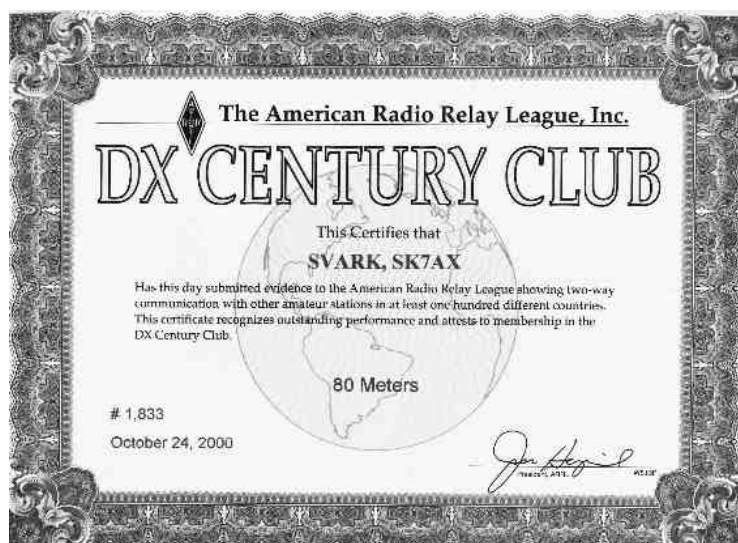 The American Radio Relay League, Inc.
DX CENTURY CLUB
This Certifies that
SVARK, SK7AX
Has this day submitted evidence to the American Radio Relay League showing two-way
communication with other amateur stations in at least one hundred different countries.
This certificate recognizes outstanding performance and attests to membership in the
DX Century Club.
80 Meters
# 1,833
October 24, 2000
President, ARRL